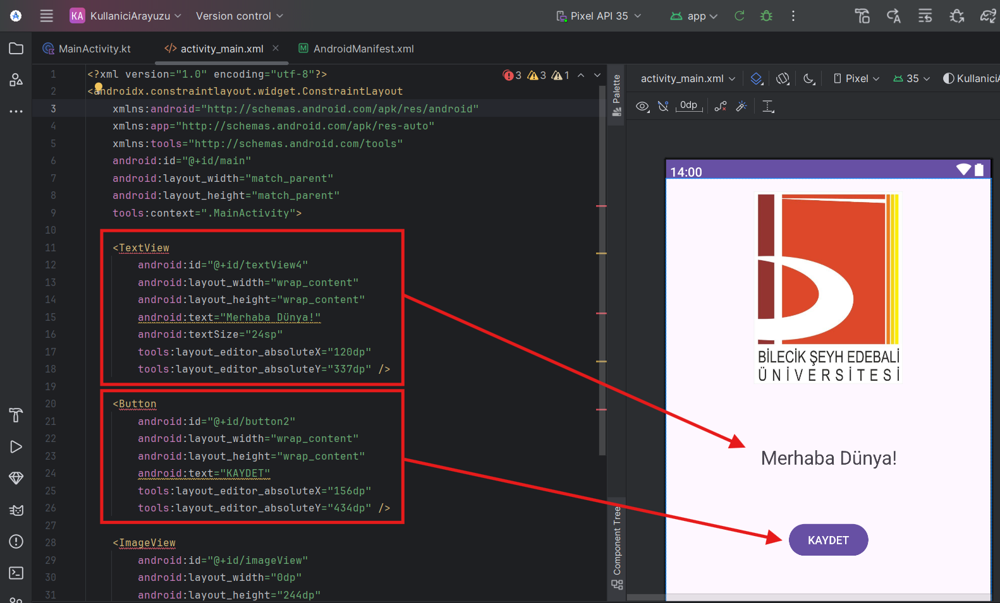 KA KullaniciArayuzu Version control Pixel API 35 app
MainActivity.kt activity_main.xml AndroidManifest.xml
3 3 1
1 <?xml version="1.0" encoding="utf-8"?>
2 <androidx.constraintlayout.widget.ConstraintLayout
3 xmlns:android="http://schemas.android.com/apk/res/android"
4 xmlns:app="http://schemas.android.com/apk/res-auto"
5 xmlns:tools="http://schemas.android.com/tools"
6 android:id="@+id/main"
7 android:layout_width="match_parent"
8 android:layout_height="match_parent"
9 tools:context=".MainActivity">
10
11 <TextView
12 android:id="@+id/textView4"
13 android:layout_width="wrap_content"
14 android:layout_height="wrap_content"
15 android:text="Merhaba Dünya!"
16 android:textSize="24sp"
17 tools:layout_editor_absoluteX="120dp"
18 tools:layout_editor_absoluteY="337dp" />
19
20 <Button
21 android:id="@+id/button2"
22 android:layout_width="wrap_content"
23 android:layout_height="wrap_content"
24 android:text="KAYDET"
25 tools:layout_editor_absoluteX="156dp"
26 tools:layout_editor_absoluteY="434dp" />
27
28 <ImageView
29 android:id="@+id/imageView"
30 android:layout_width="0dp"
31 android:layout_height="244dp"
Palette
Component Tree
activity_main.xml Pixel 35 KullaniciA
0dp
14:00
BİLECİK ŞEYH EDEBALİ
ÜNİVERSİTESİ
Merhaba Dünya!
KAYDET